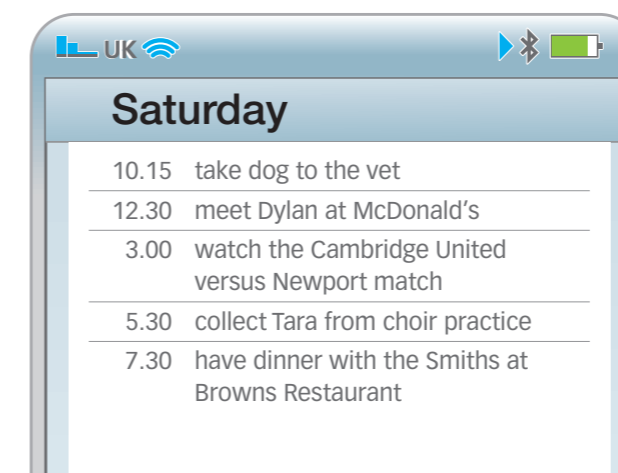 UK
Saturday
10.15 take dog to the vet
12.30 meet Dylan at McDonald's
3.00 watch the Cambridge United
versus Newport match
5.30 collect Tara from choir practice
7.30 have dinner with the Smiths at
Browns Restaurant